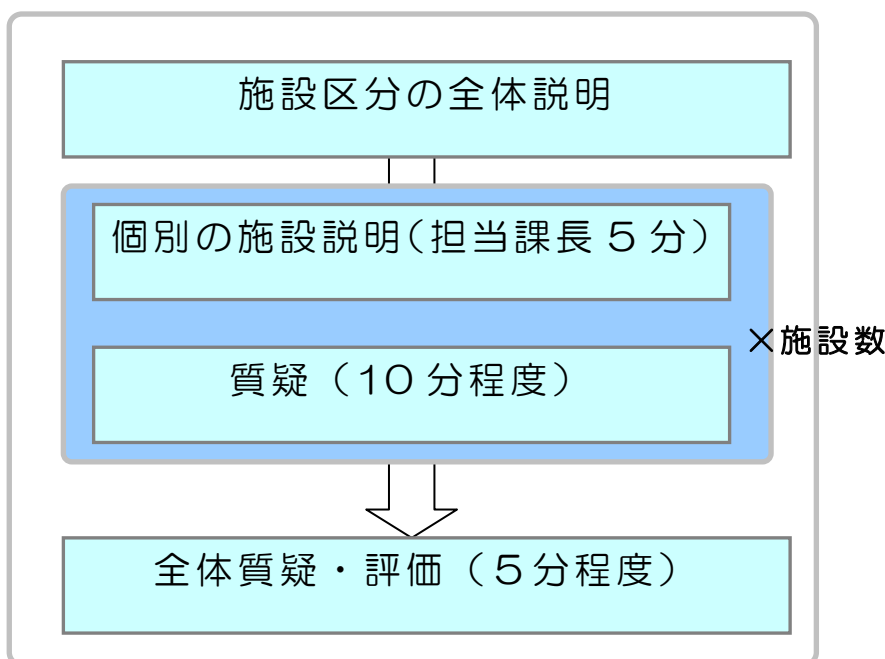 施設区分の全体説明
個別の施設説明（担当課長５分）
×施設数
質疑（10分程度）
全体質疑・評価（５分程度）